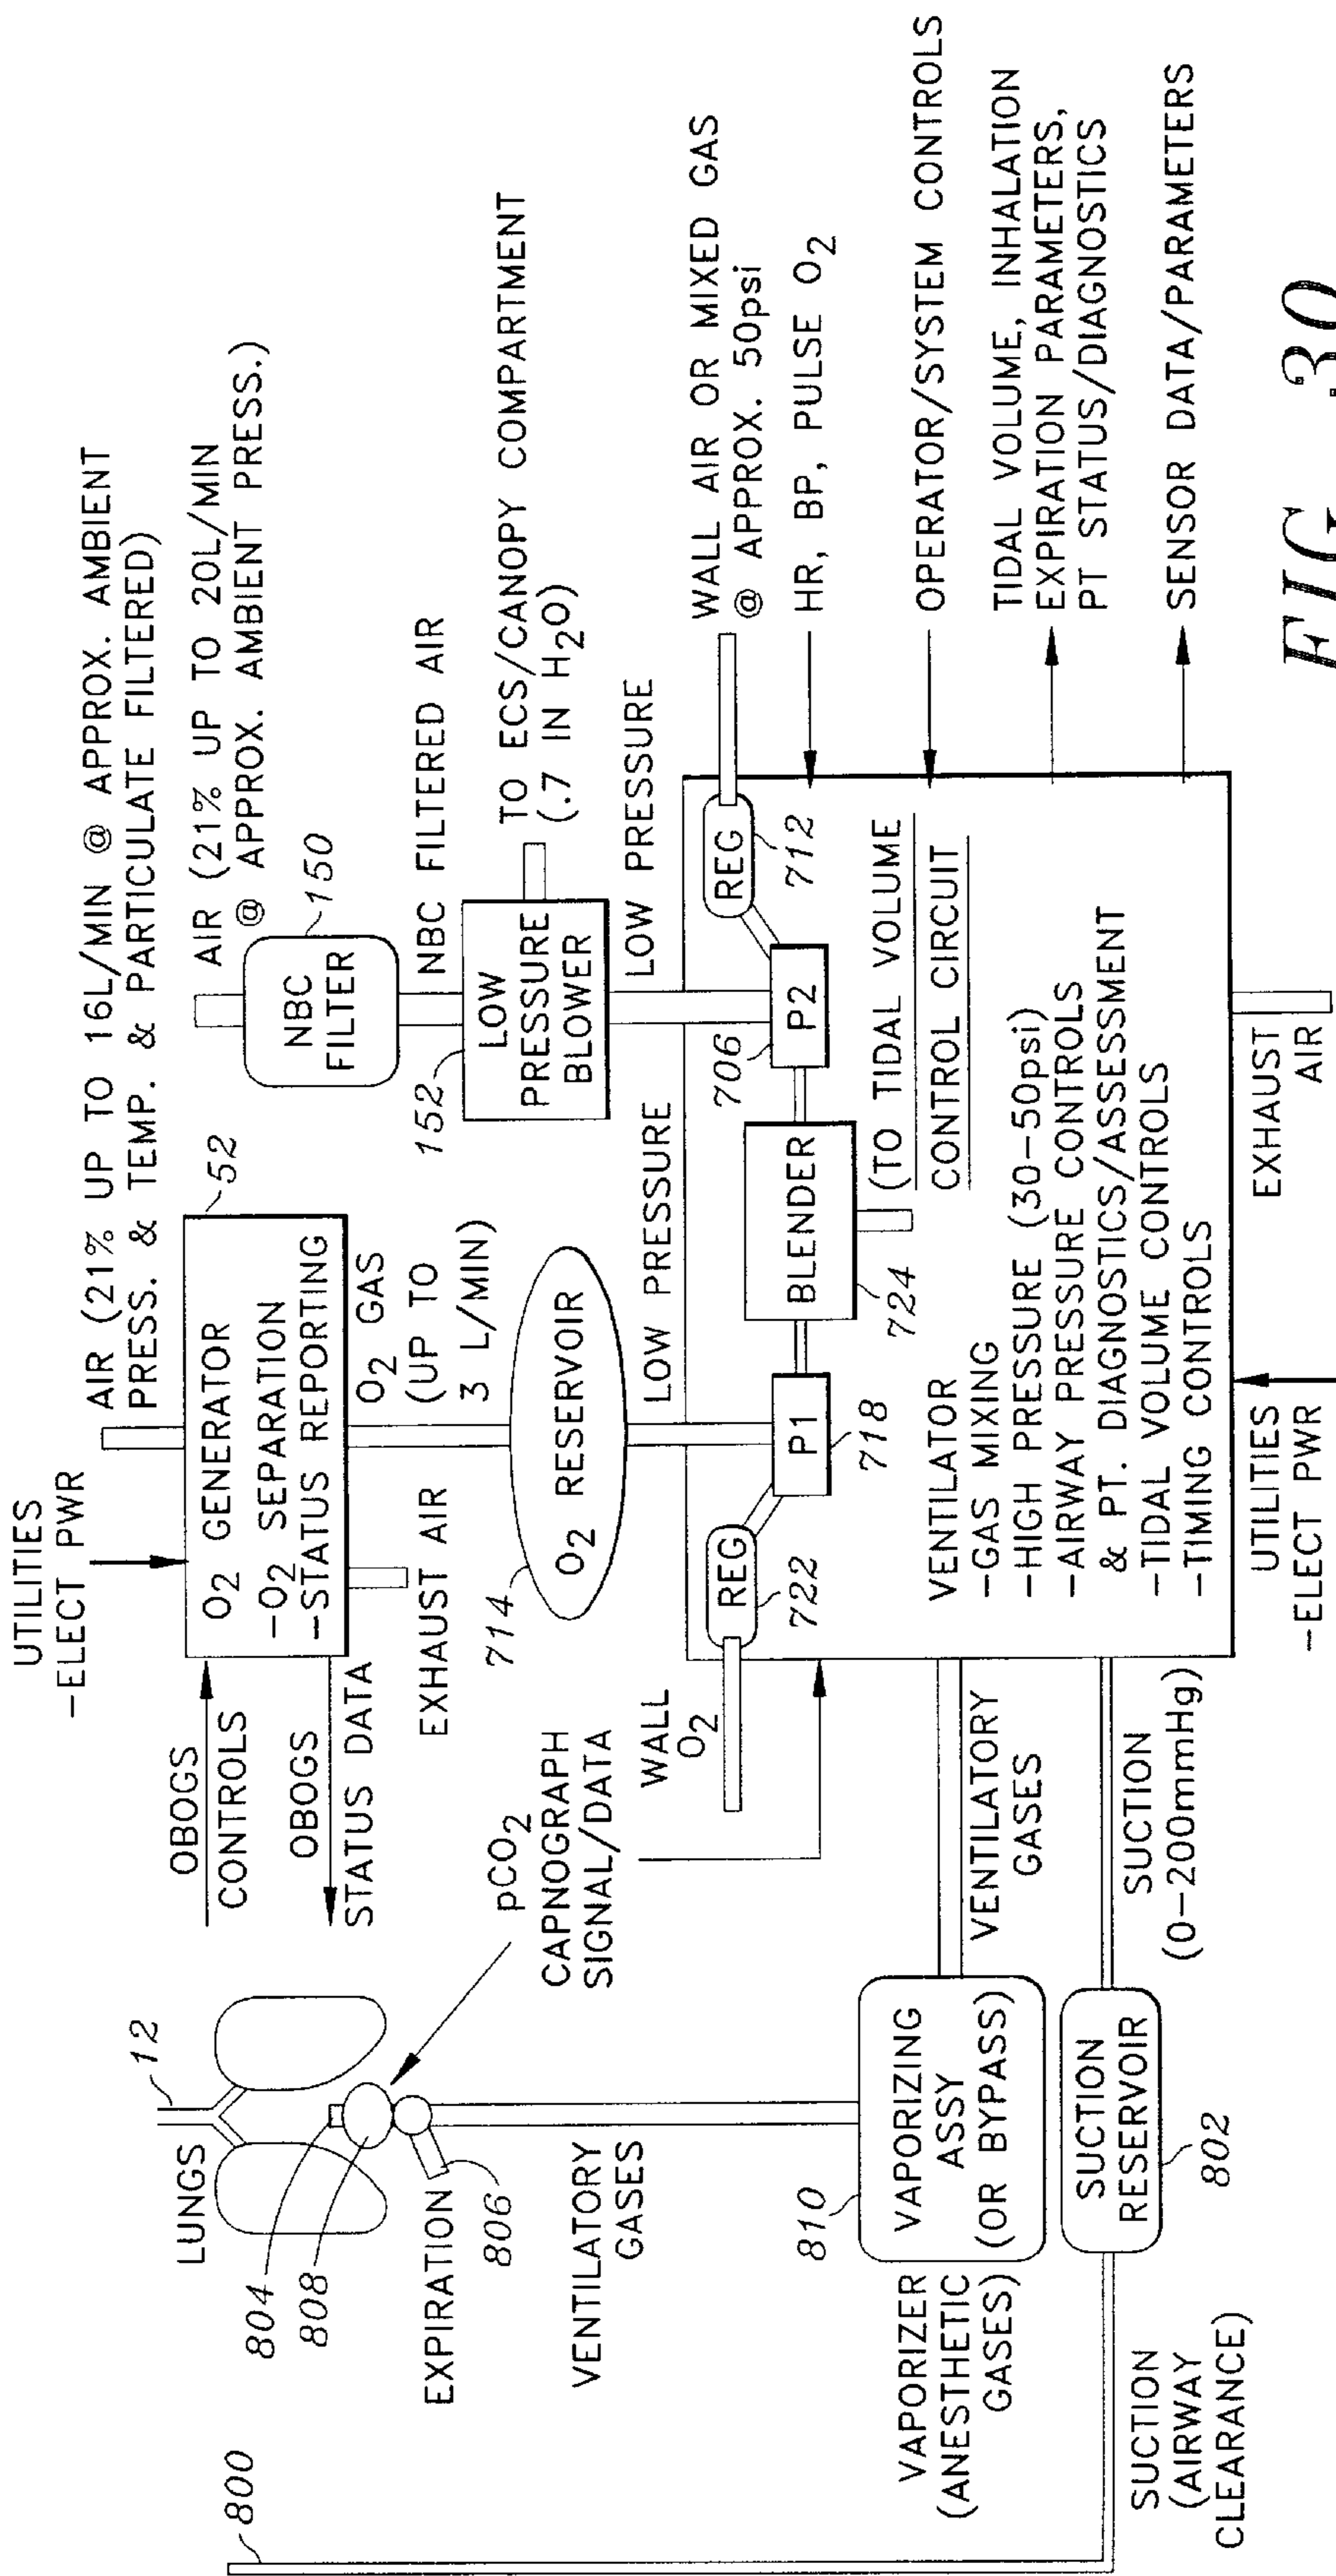 UTILITIES
-ELECT PWR
AIR (21% UP TO 16L/MIN @ APPROX. AMBIENT
PRESS. & TEMP. & PARTICULATE FILTERED)
OBOGS
CONTROLS
OBOGS
STATUS DATA
O2 GENERATOR
-O2 SEPARATION
-STATUS REPORTING
52
EXHAUST AIR
O2 GAS
(UP TO
3 L/MIN)
714
O2 RESERVOIR
LOW PRESSURE
AIR (21% UP TO 20L/MIN
@ APPROX. AMBIENT PRESS.)
NBC
FILTER
150
NBC FILTERED AIR
152
LOW
PRESSURE
BLOWER
TO ECS/CANOPY COMPARTMENT
(.7 IN H2O)
LOW PRESSURE
LUNGS
12
804
808
EXPIRATION
806
pCO2
CAPNOGRAPH
SIGNAL/DATA
VENTILATORY
GASES
WALL
O2
REG
722
P1
718
BLENDER
724
706
P2
REG
712
WALL AIR OR MIXED GAS
@ APPROX. 50psi
HR, BP, PULSE O2
(TO TIDAL VOLUME
CONTROL CIRCUIT
OPERATOR/SYSTEM CONTROLS
VENTILATOR
-GAS MIXING
-HIGH PRESSURE (30-50psi)
-AIRWAY PRESSURE CONTROLS
& PT. DIAGNOSTICS/ASSESSMENT
-TIDAL VOLUME CONTROLS
-TIMING CONTROLS
TIDAL VOLUME, INHALATION
EXPIRATION PARAMETERS,
PT STATUS/DIAGNOSTICS
SENSOR DATA/PARAMETERS
800
810
VAPORIZER
(ANESTHETIC
GASES)
VAPORIZING
ASSY
(OR BYPASS)
VENTILATORY
GASES
SUCTION
RESERVOIR
802
SUCTION
(0-200mmHg)
SUCTION
(AIRWAY
CLEARANCE)
UTILITIES
-ELECT PWR
EXHAUST
AIR
FIG. 30